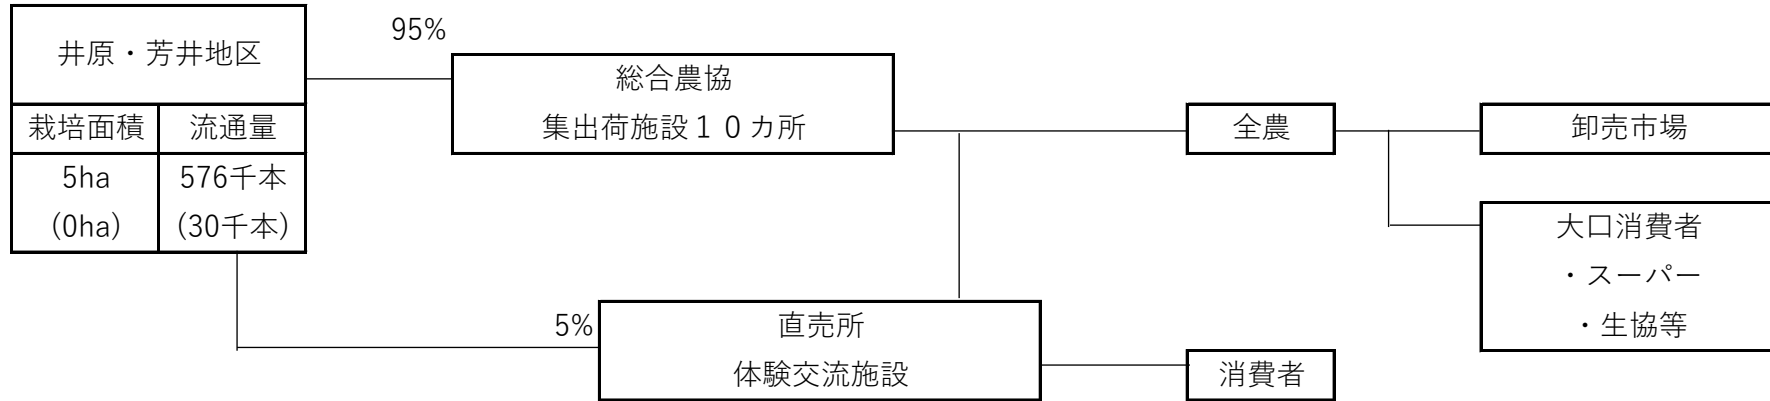 井原・芳井地区
95%
総合農協
集出荷施設１０カ所
栽培面積
流通量
全農
卸売市場
5ha
576千本
(0ha)
(30千本)
大口消費者
・スーパー
・生協等
5%
直売所
体験交流施設
消費者